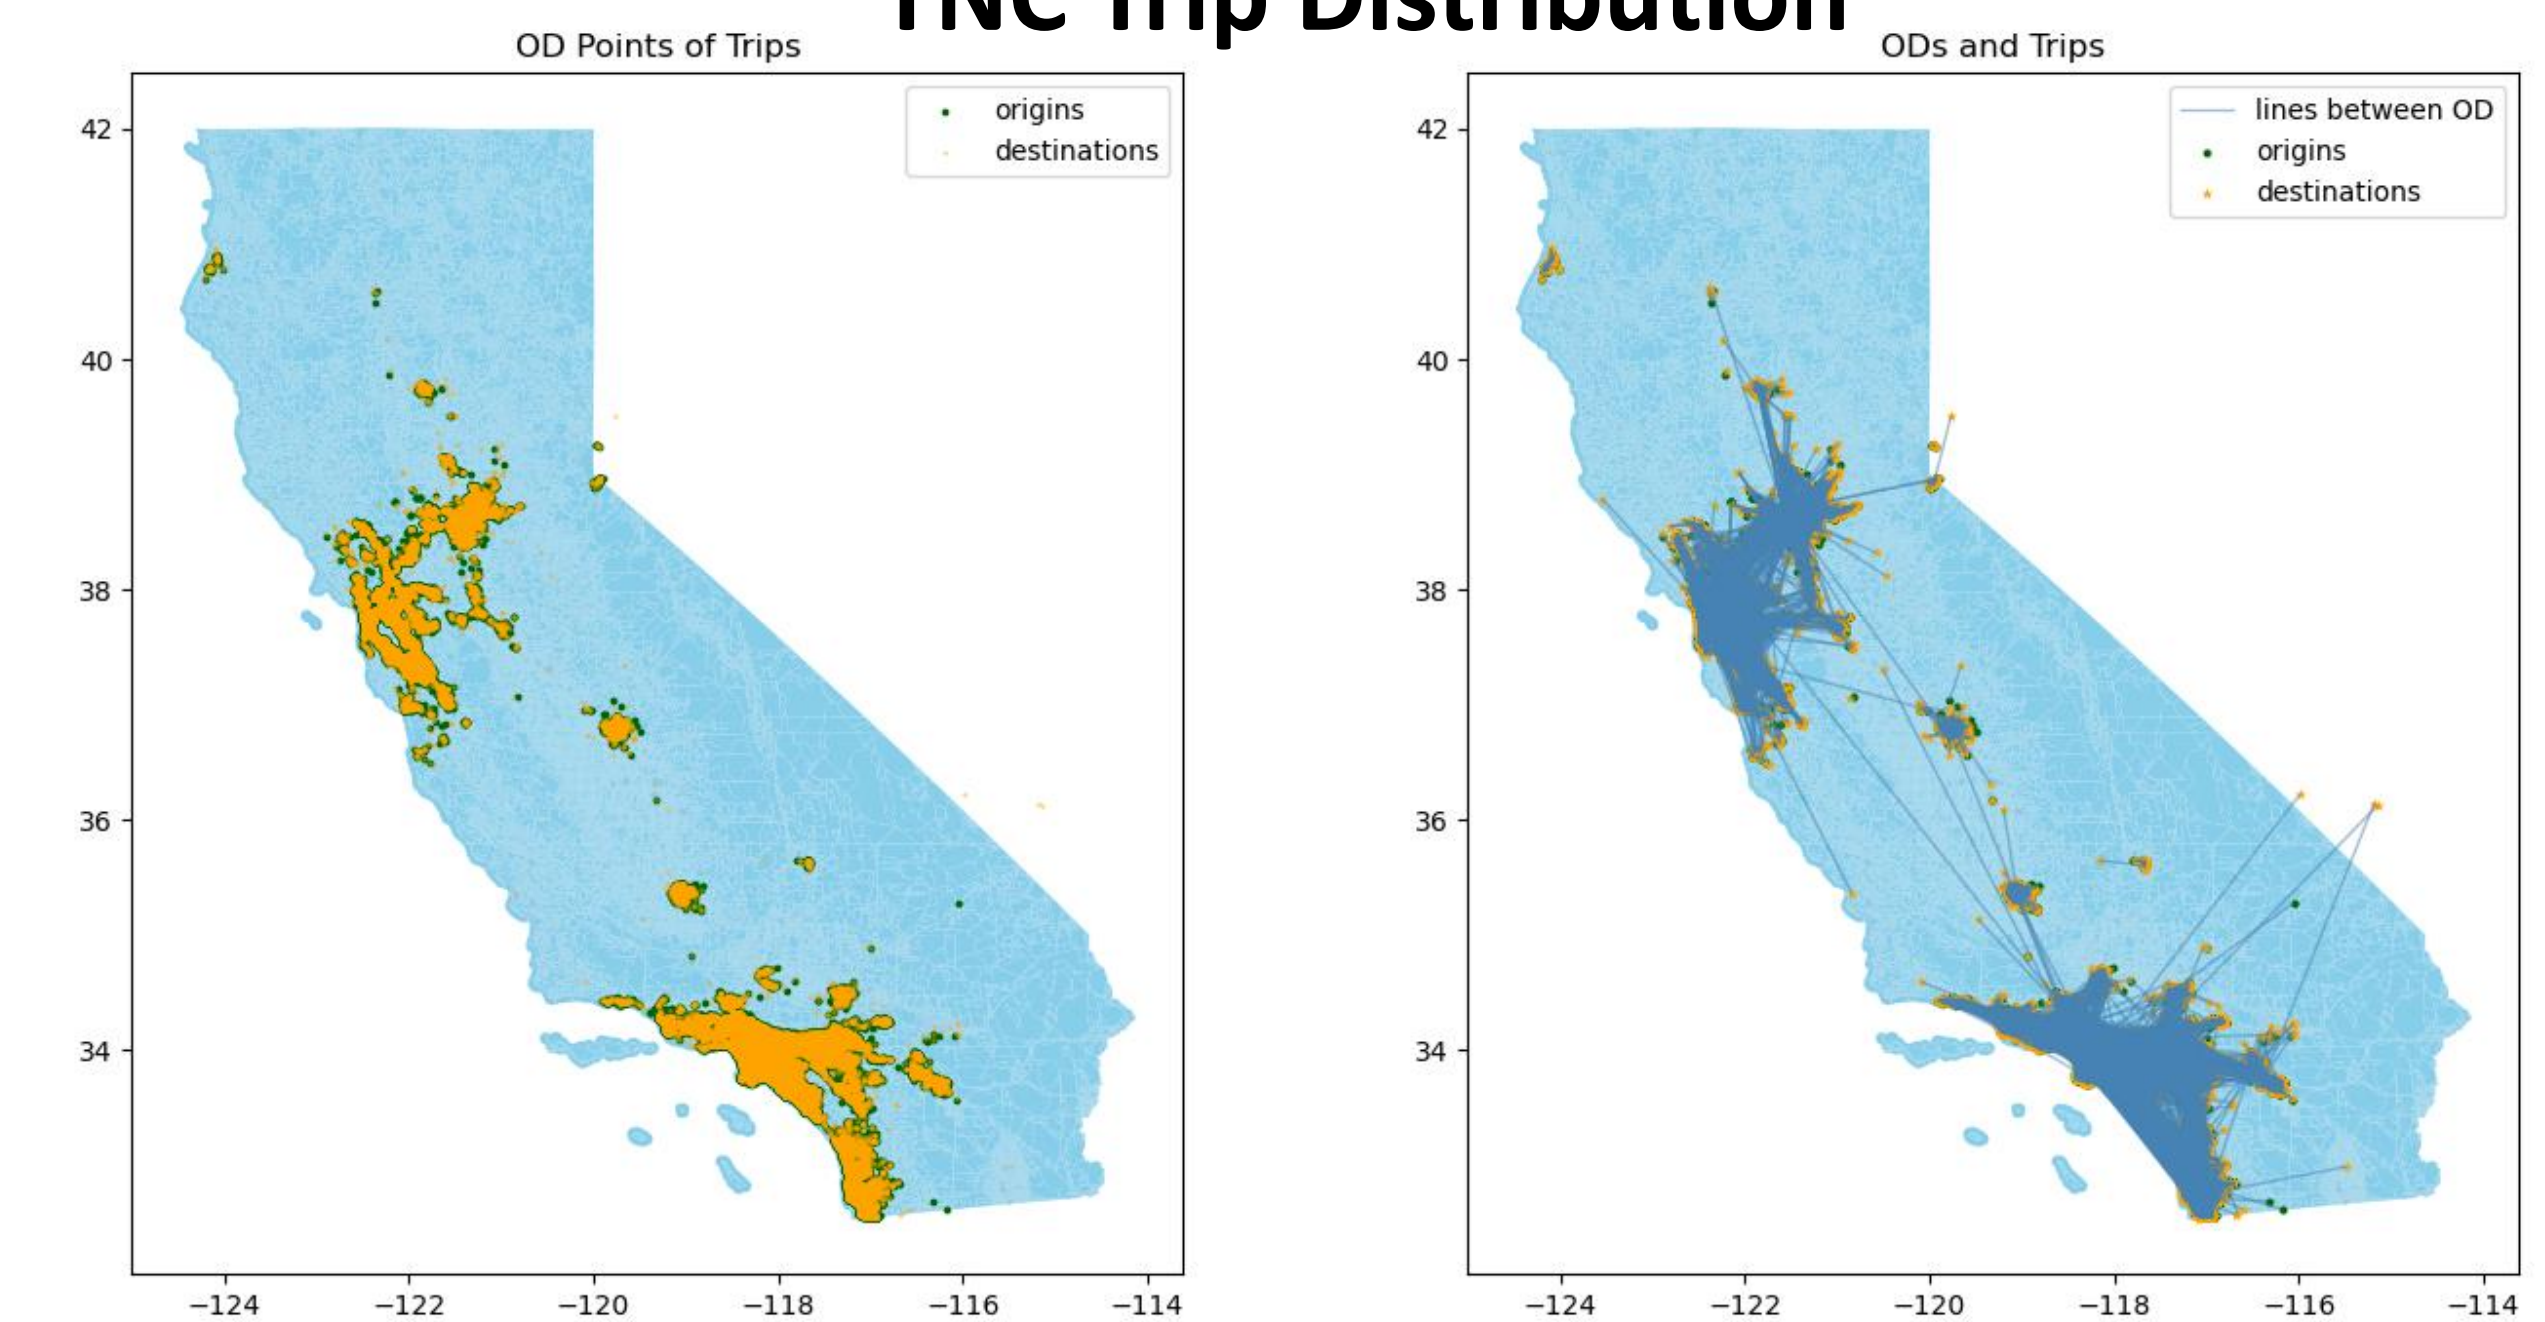 TNC Trip Distribution
OD Points of Trips
origins
destinations
42
40
38
36
34
−124
−122
−120
−118
−116
−114
ODs and Trips
lines between OD
origins
destinations
42
40
38
36
34
−124
−122
−120
−118
−116
−114